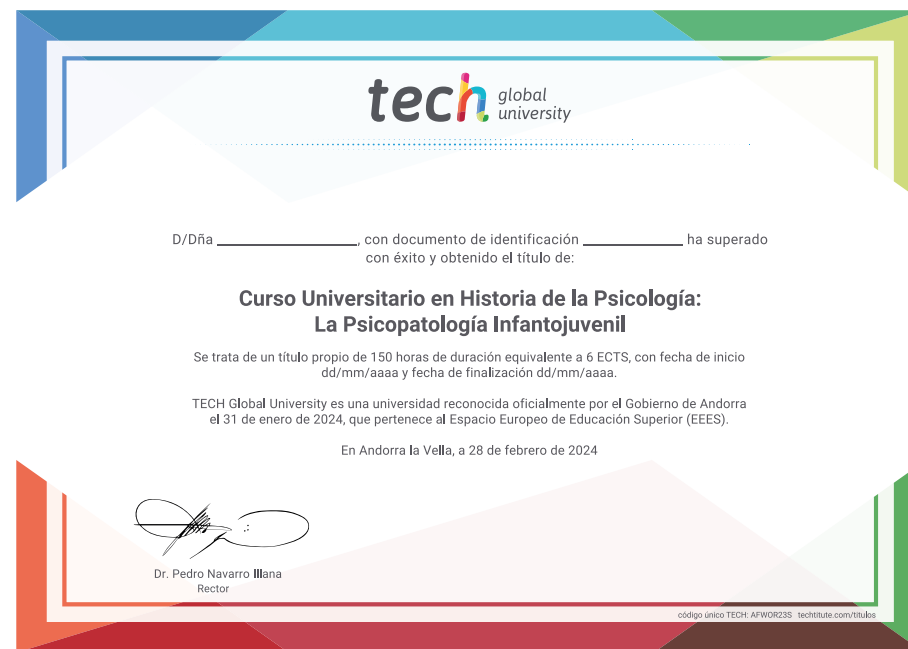 tech global
university
D/Dña ____________, con documento de identificación ____________ ha superado
con éxito y obtenido el título de:
Curso Universitario en Historia de la Psicología:
La Psicopatología Infantojuvenil
Se trata de un título propio de 150 horas de duración equivalente a 6 ECTS, con fecha de inicio
dd/mm/aaaa y fecha de finalización dd/mm/aaaa.
TECH Global University es una universidad reconocida oficialmente por el Gobierno de Andorra
el 31 de enero de 2024, que pertenece al Espacio Europeo de Educación Superior (EEES).
En Andorra la Vella, a 28 de febrero de 2024
Dr. Pedro Navarro Illana
Rector
código único TECH: AFWOR23S techtitute.com/titulos